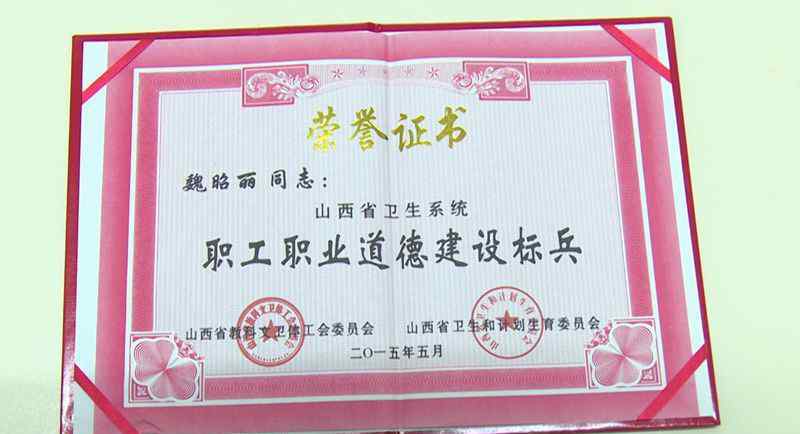 荣誉证书
魏昭丽 同志：
山西省卫生系统
职工职业道德建设标兵
山西省教科文卫体工会委员会 山西省卫生和计划生育委员会
二〇一五年五月